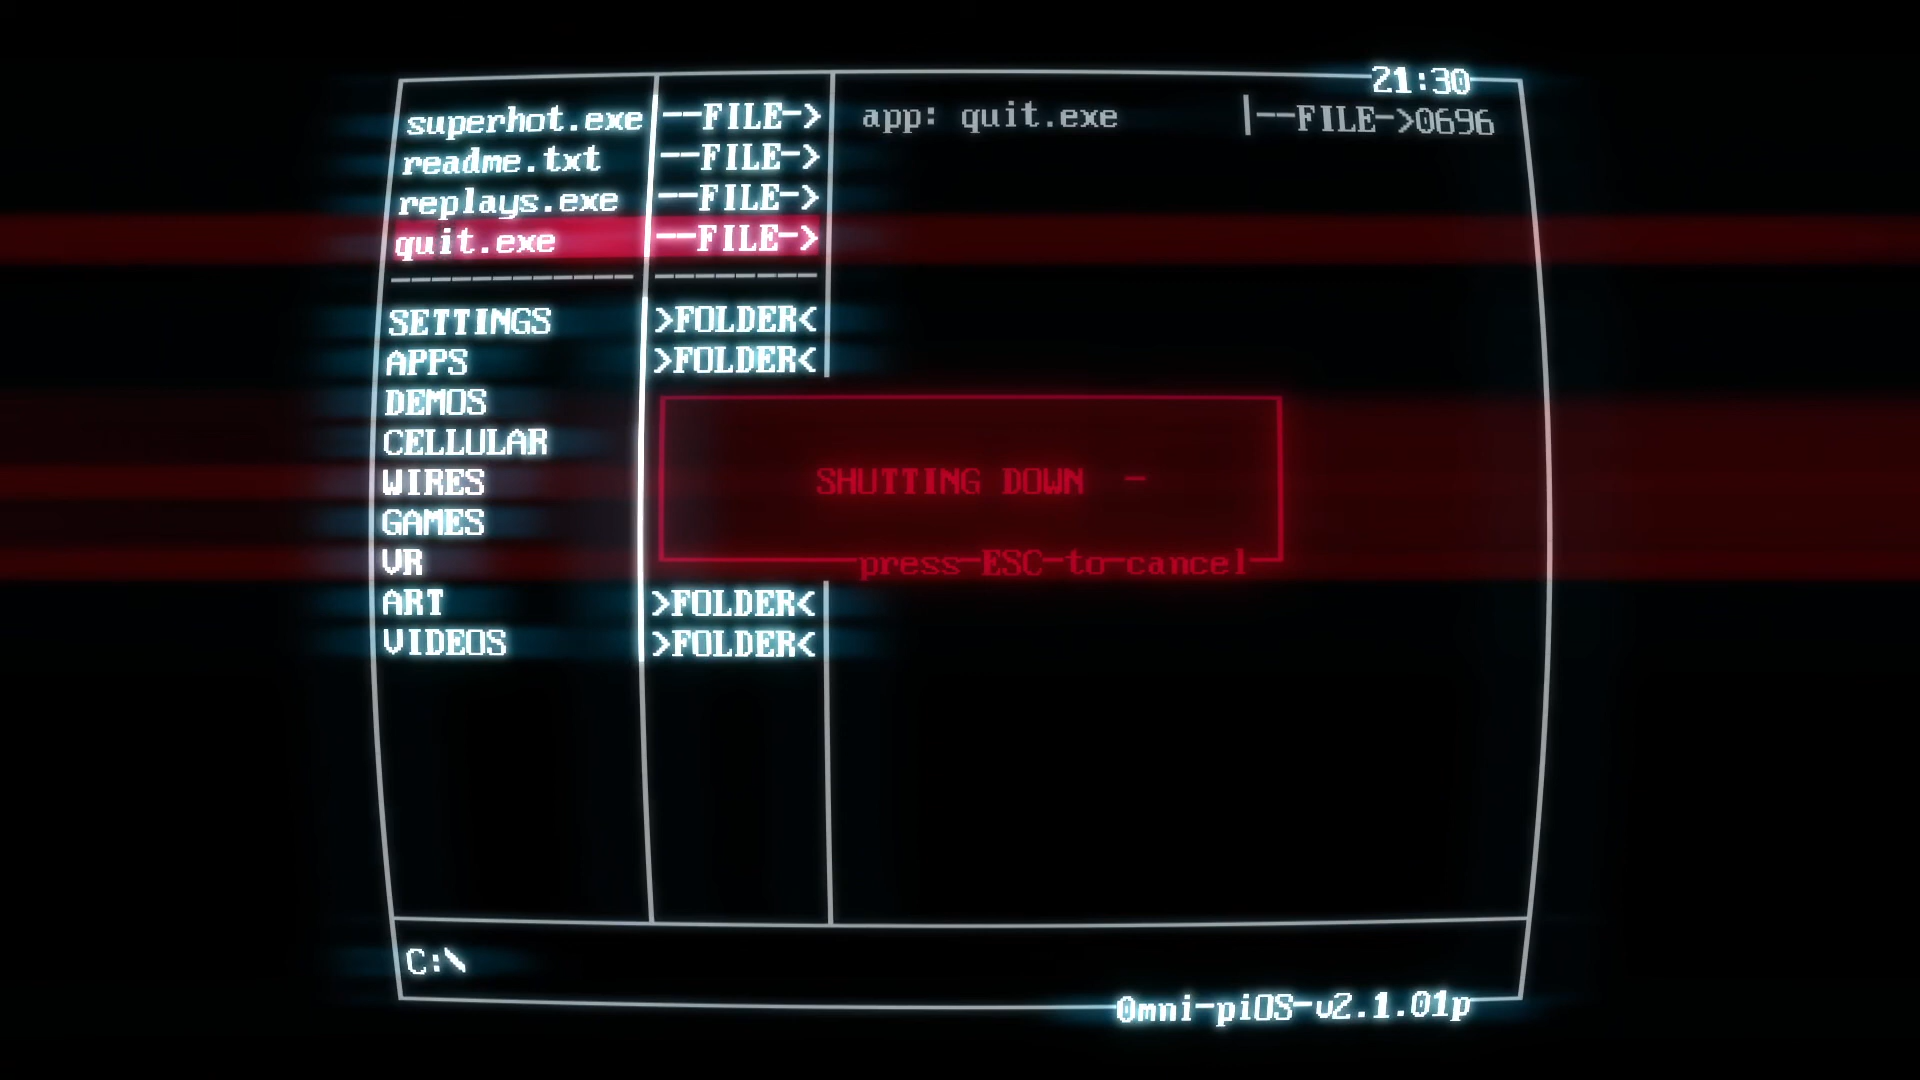 21:30
superhot.exe --FILE-> app: quit.exe |--FILE->0696
readme.txt --FILE->
replays.exe --FILE->
quit.exe --FILE->
SETTINGS >FOLDER<
APPS >FOLDER<
DEMOS
CELLULAR
WIRES
GAMES
VR
SHUTTING DOWN -
press-ESC-to-cancel
ART >FOLDER<
VIDEOS >FOLDER<
C:\
Omni-piOS-v2.1.01p